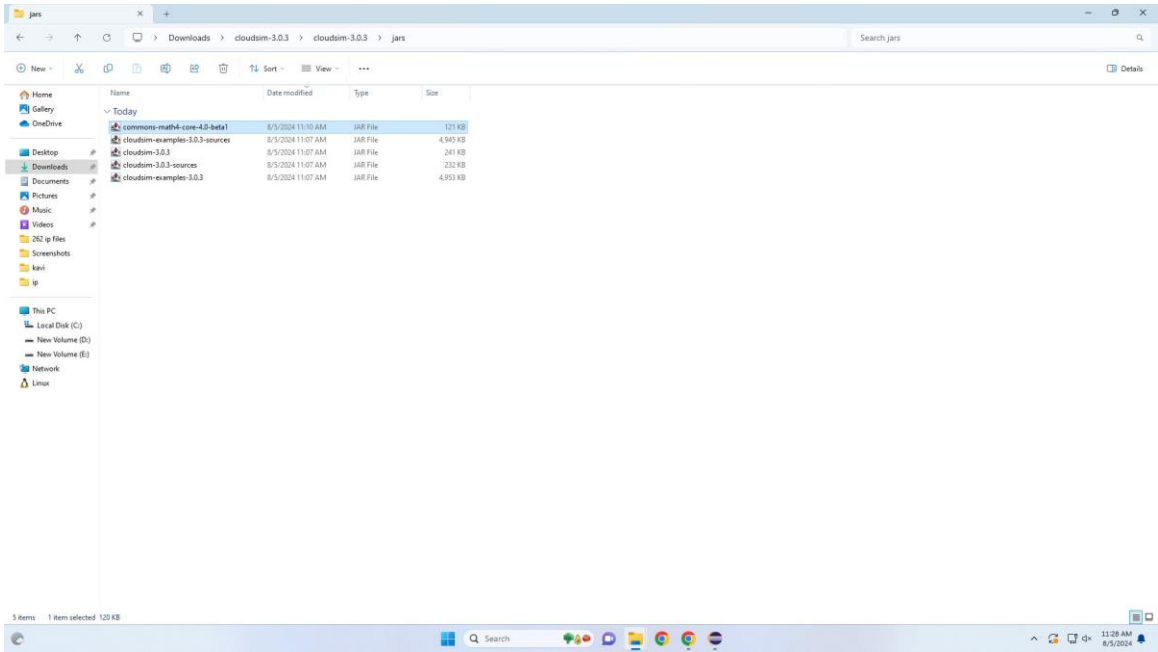 jars
Downloads > cloudsim-3.0.3 > cloudsim-3.0.3 > jars
Search jars
New
Sort
View
Details
Home
Gallery
OneDrive
Desktop
Downloads
Documents
Pictures
Music
Videos
262 ip files
Screenshots
kavi
ip
This PC
Local Disk (C:)
New Volume (D:)
New Volume (E:)
Network
Linux
Name Date modified Type Size
Today
commons-math4-core-4.0-beta1 8/5/2024 11:10 AM JAR File 121 KB
cloudsim-examples-3.0.3-sources 8/5/2024 11:07 AM JAR File 4,945 KB
cloudsim-3.0.3 8/5/2024 11:07 AM JAR File 241 KB
cloudsim-3.0.3-sources 8/5/2024 11:07 AM JAR File 232 KB
cloudsim-examples-3.0.3 8/5/2024 11:07 AM JAR File 4,953 KB
5 items 1 item selected 120 KB
Search
11:28 AM
8/5/2024